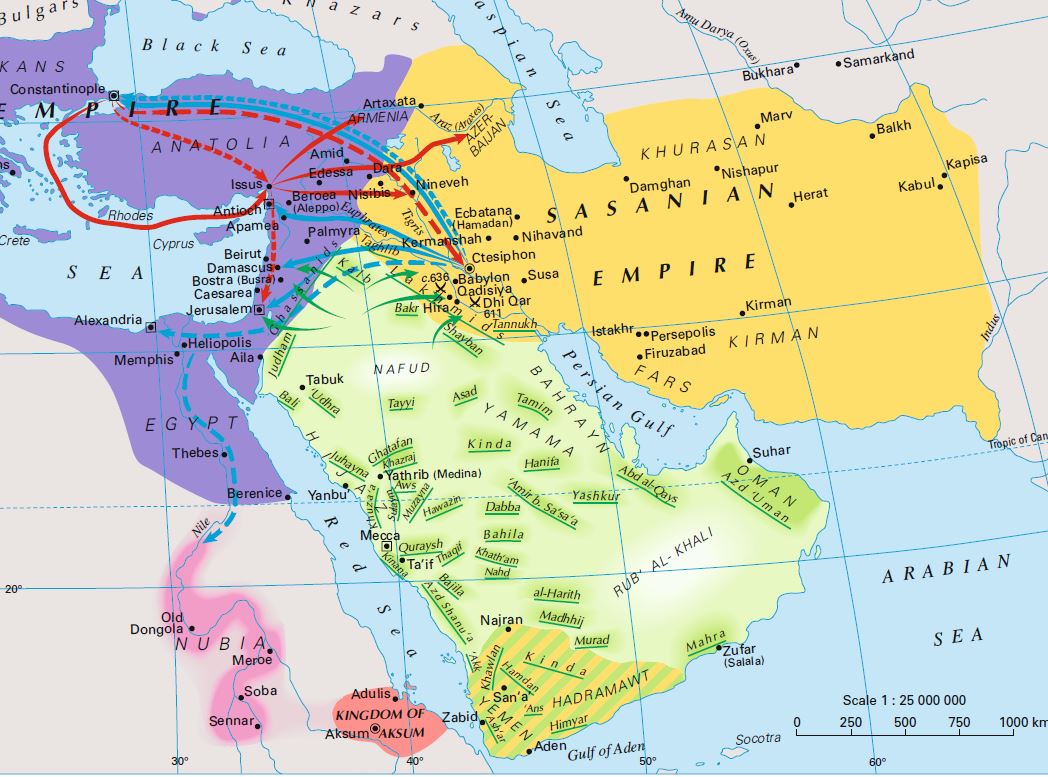 Bulgars
Khazars
Caspian Sea
Amu Darya (Oxus)
Black Sea
KANS
Bukhara
Samarkand
Constantinople
EMPIRE
Artaxata
ARMENIA
Araz (Araxes)
AZER-
BAIJAN
Marv
Balkh
ANATOLIA
KHURASAN
Amid
Edessa
Dara
Nisibis
Nineveh
Damghan
Nishapur
Kapisa
Kabul
Herat
Issus
Antioch
Beroea
(Aleppo)
Apamea
Euphrates
Tigris
Ecbatana
(Hamadan)
SASANIAN
EMPIRE
Rhodes
Crete
Cyprus
Palmyra
Taghlib
Kermanshah
Nihavand
Ctesiphon
SEA
Beirut
Damascus
Bostra (Busra)
Caesarea
Jerusalem
Ghassanids
Kalb
Lakhmids
c.636
Babylon
Qadisiya
Susa
Hira
Dhi Qar
611
Bakr
Tannukh
Shayban
Alexandria
Heliopolis
Memphis
Aila
Judham
Istakhr
Persepolis
Firuzabad
Kirman
KIRMAN
FARS
Indus
NAFUD
Persian Gulf
BAHRAYN
Tabuk
Bali
'Udhra
Tayyi
Asad
Tamim
YAMAMA
EGYPT
HIJAZ
Tropic of Can
Thebes
Ghatafan
Khazraj
Juhayna
Kinda
Hanifa
Yathrib (Medina)
Aws
Suhar
OMAN
Azd 'Uman
Abd al-Qays
Berenice
Yanbu'
Khuza'a
Sulaym
Muzayna
Hawazin
'Amir b. Sa'sa'a
Yashkur
Dabba
Nile
Red Sea
Mecca
Quraysh
Thaqif
Kinana
Ta'if
Bahila
Khath'am
Nahd
RUB' AL-KHALI
20°
Bajila
Azd Shanu'a
al-Harith
Madhhij
ARABIAN
SEA
Old
Dongola
NUBIA
Meroe
Najran
Murad
Mahra
Zufar
(Salala)
'Akk
Khawlan
Hamdan
Kinda
HADRAMAWT
Soba
Sennar
Adulis
KINGDOM OF
AKSUM
Aksum
San'a'
'Ans
Himyar
YEMEN
Ash'ar
Zabid
Aden
Gulf of Aden
Socotra
Scale 1 : 25 000 000
0 250 500 750 1000 km
30°
40°
50°
60°